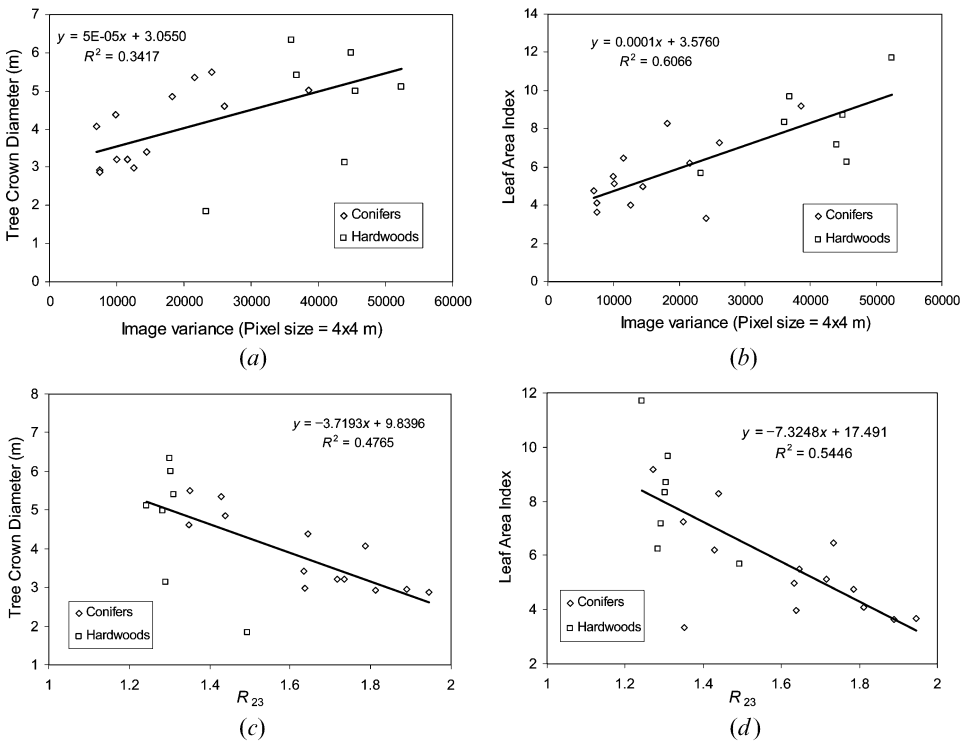 (a)
7
6
5
4
3
2
1
0
Tree Crown Diameter (m)
y = 5E-05x + 3.0550
R² = 0.3417
Conifers
Hardwoods
0 10000 20000 30000 40000 50000 60000
Image variance (Pixel size = 4x4 m)
(a)
(b)
14
12
10
8
6
4
2
0
Leaf Area Index
y = 0.0001x + 3.5760
R² = 0.6066
Conifers
Hardwoods
0 10000 20000 30000 40000 50000 60000
Image variance (Pixel size = 4x4 m)
(b)
(c)
8
7
6
5
4
3
2
1
Tree Crown Diameter (m)
y = −3.7193x + 9.8396
R² = 0.4765
Conifers
Hardwoods
1 1.2 1.4 1.6 1.8 2
R 23
(c)
(d)
12
10
8
6
4
2
Leaf Area Index
y = −7.3248x + 17.491
R² = 0.5446
Conifers
Hardwoods
1 1.2 1.4 1.6 1.8 2
R 23
(d)